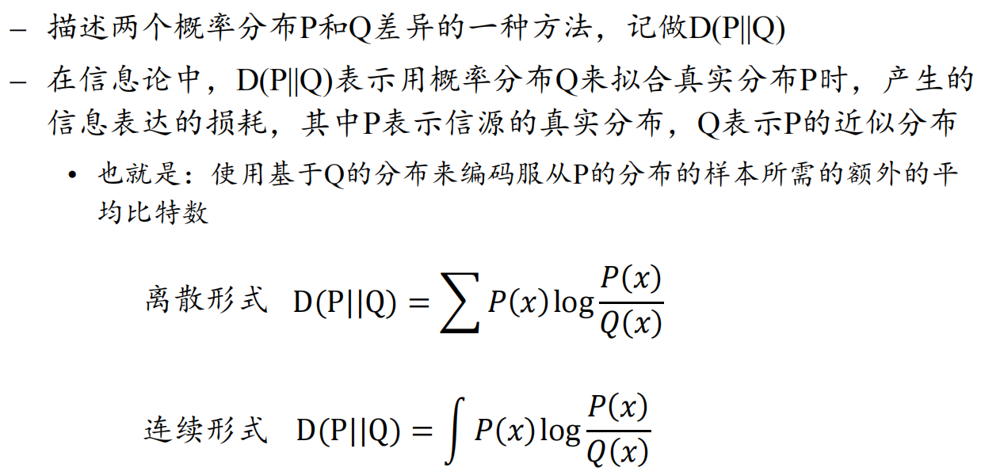 – 描述两个概率分布P和Q差异的一种方法，记做D(P||Q)
– 在信息论中，D(P||Q)表示用概率分布Q来拟合真实分布P时，产生的
信息表达的损耗，其中P表示信源的真实分布，Q表示P的近似分布
• 也就是：使用基于Q的分布来编码服从P的分布的样本所需的额外的平
均比特数
离散形式 D(P||Q) = ∑ P(x) log P(x)/Q(x)
连续形式 D(P||Q) = ∫ P(x) log P(x)/Q(x)